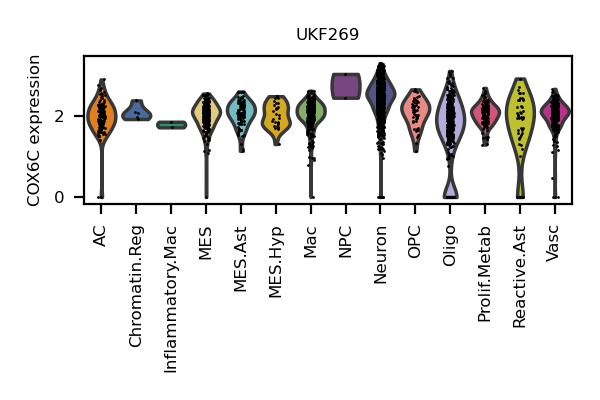 UKF269
COX6C expression
2
0
AC
Chromatin.Reg
Inflammatory.Mac
MES
MES.Ast
MES.Hyp
Mac
NPC
Neuron
OPC
Oligo
Prolif.Metab
Reactive.Ast
Vasc